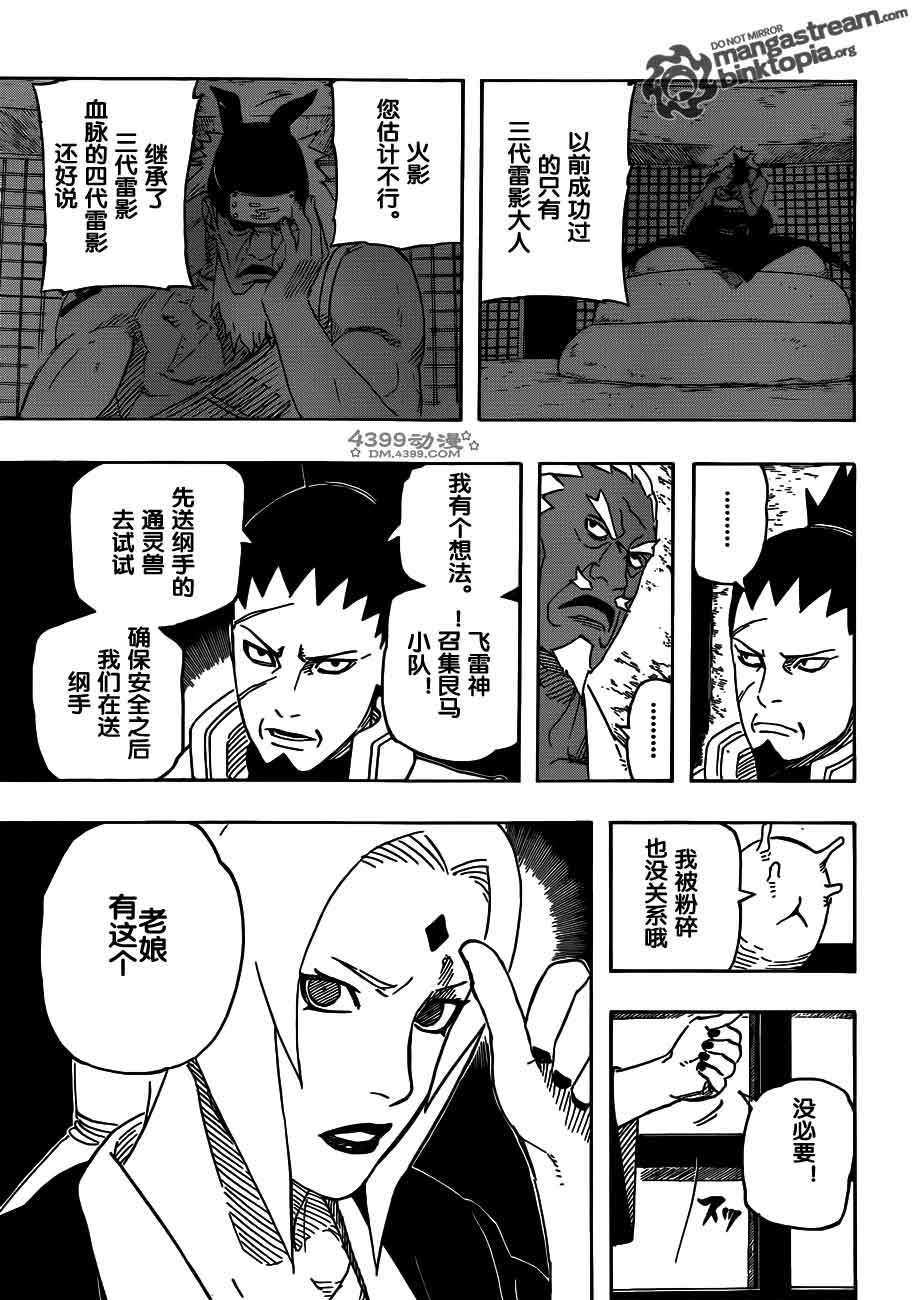 DO NOT MIRROR
mangastream.com
binktopia.org
以前成功过
的只有
三代雷影大人
火影
您估计不行。
继承了
三代雷影
血脉的四代雷影
还好说
4399动漫
DM.4399.COM
………
………
我有个想法。
飞雷神
！召集艮马
小队！
先送纲手的
通灵兽
去试试
确保安全之后
我们在送
纲手
我被粉碎
也没关系哦
没必要！
スッ
老娘
有这个